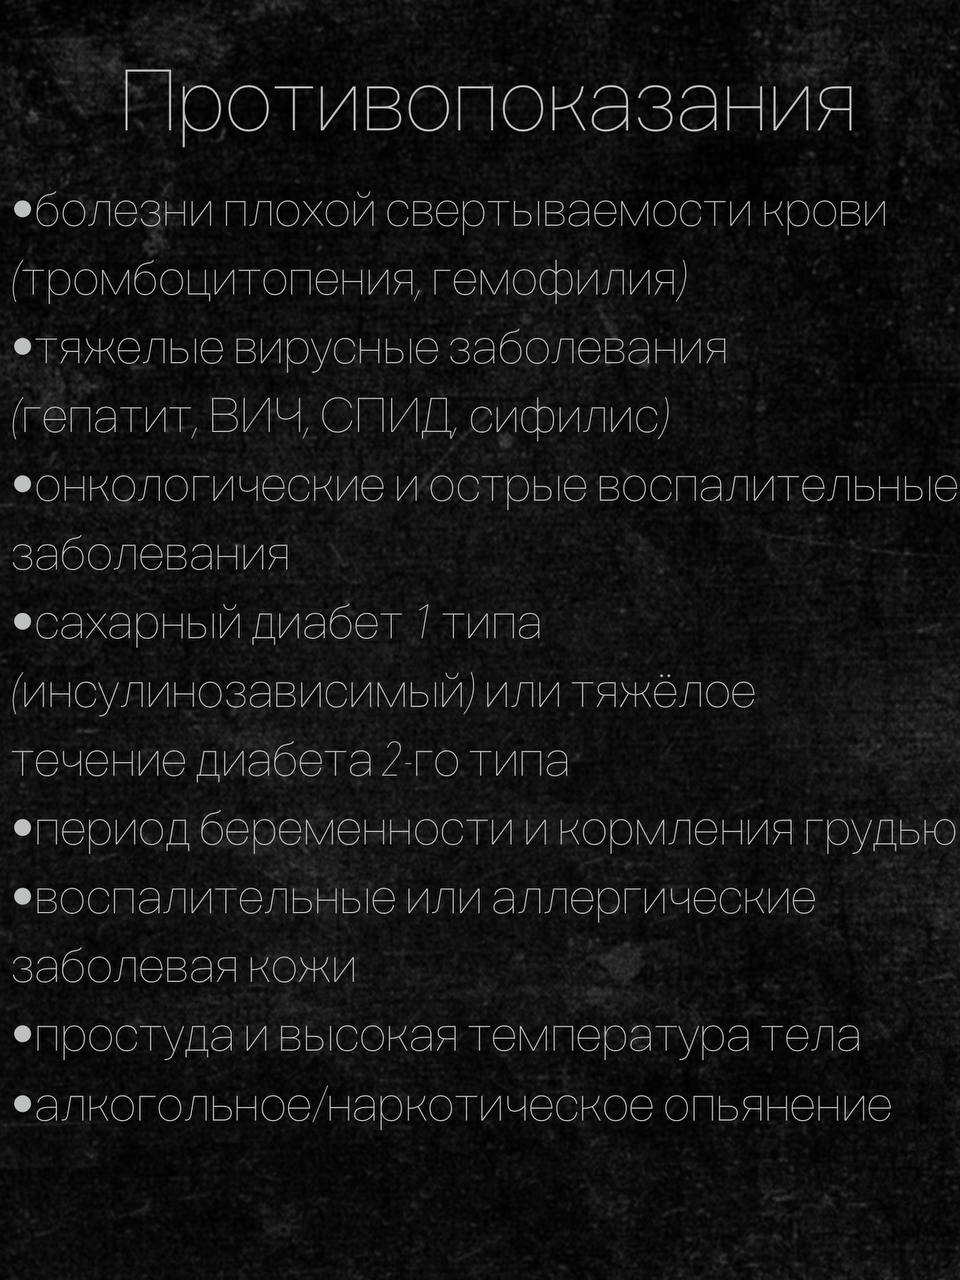 Противопоказания
•болезни плохой свертываемости крови
(тромбоцитопения, гемофилия)
•тяжелые вирусные заболевания
(гепатит, ВИЧ, СПИД, сифилис)
•онкологические и острые воспалительные
заболевания
•сахарный диабет 1 типа
(инсулинозависимый) или тяжёлое
течение диабета 2-го типа
•период беременности и кормления грудью
•воспалительные или аллергические
заболевая кожи
•простуда и высокая температура тела
•алкогольное/наркотическое опьянение